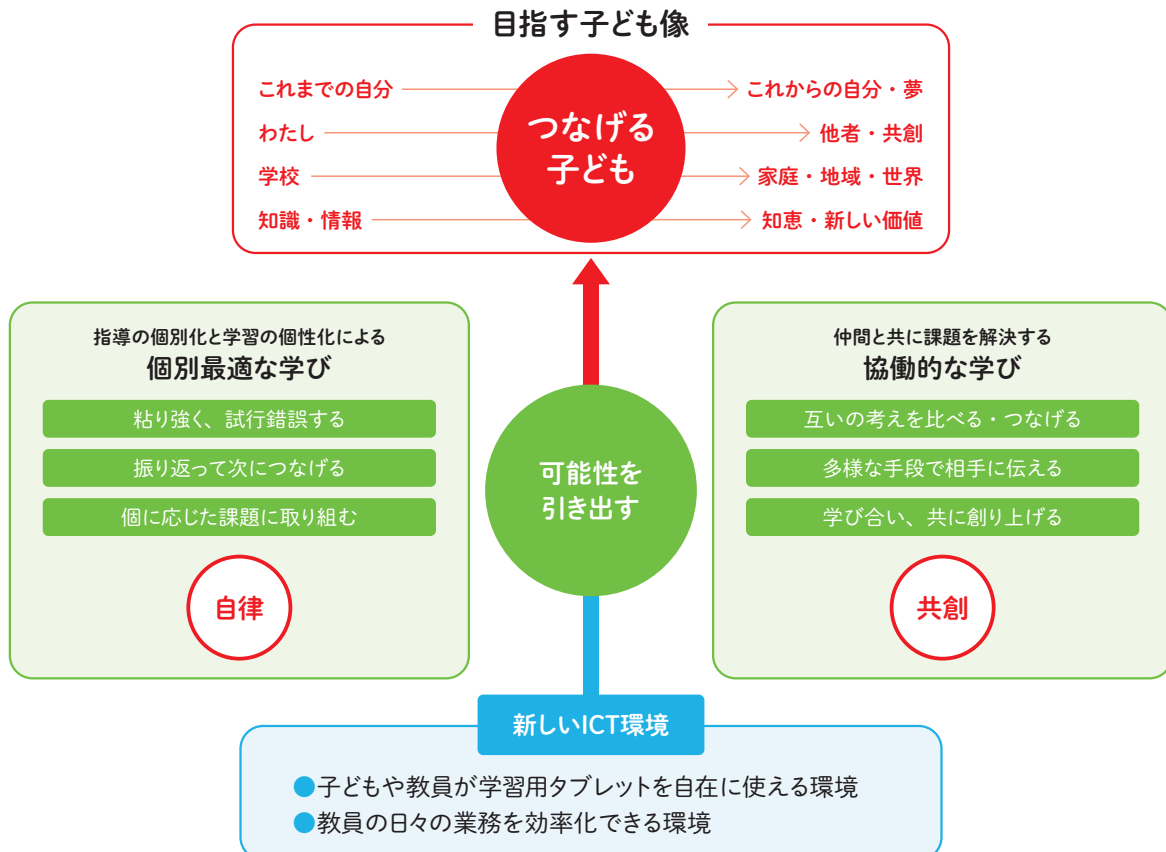 目指す子ども像
これまでの自分
これからの自分・夢
わたし
他者・共創
学校
家庭・地域・世界
知識・情報
知恵・新しい価値
つなげる
子ども
指導の個別化と学習の個性化による
個別最適な学び
粘り強く、試行錯誤する
振り返って次につなげる
個に応じた課題に取り組む
自律
可能性を
引き出す
仲間と共に課題を解決する
協働的な学び
互いの考えを比べる・つなげる
多様な手段で相手に伝える
学び合い、共に創り上げる
共創
新しいICT環境
●子どもや教員が学習用タブレットを自在に使える環境
●教員の日々の業務を効率化できる環境